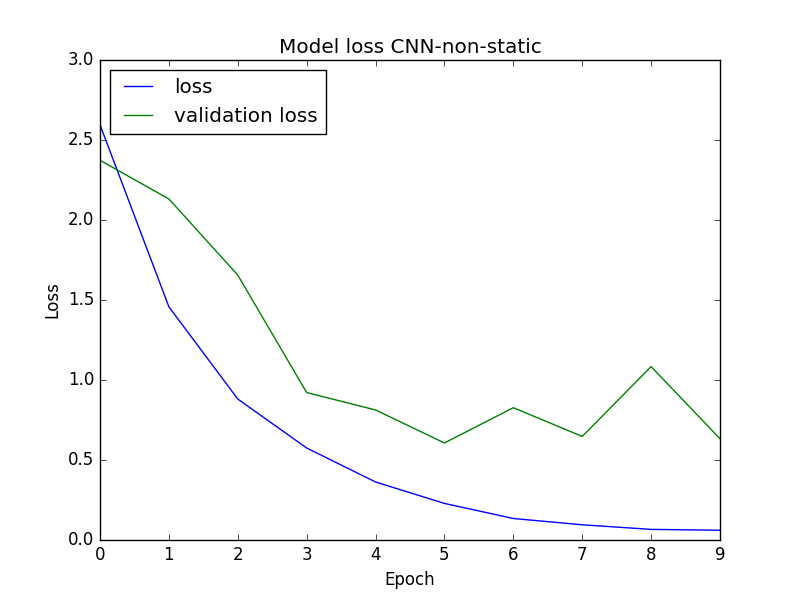 Model loss CNN-non-static
3.0
loss
validation loss
2.5
2.0
1.5
Loss
1.0
0.5
0.0
0 1 2 3 4 5 6 7 8 9
Epoch